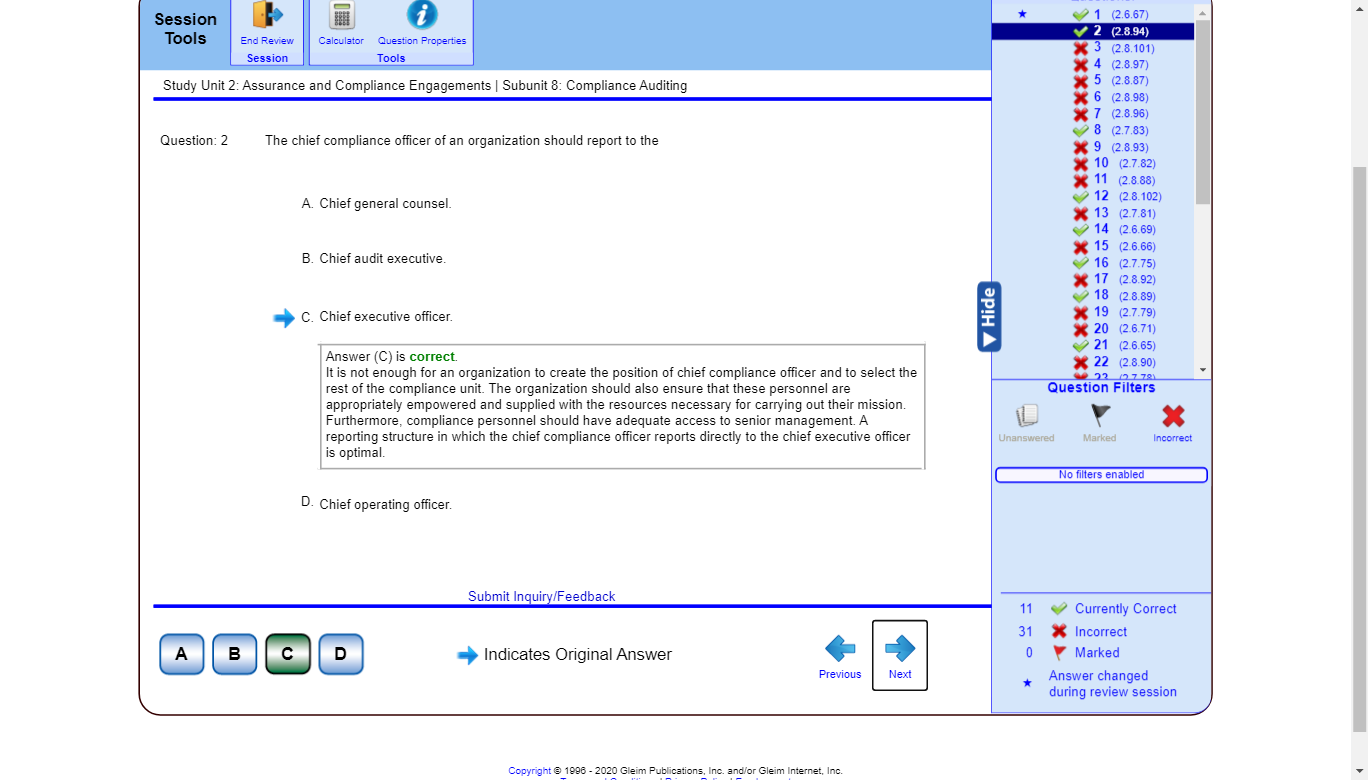 Session
Tools
End Review
Session
Calculator
Question Properties
Tools
Study Unit 2: Assurance and Compliance Engagements | Subunit 8: Compliance Auditing
Question: 2
The chief compliance officer of an organization should report to the
A. Chief general counsel.
B. Chief audit executive.
C. Chief executive officer.
Answer (C) is correct.
It is not enough for an organization to create the position of chief compliance officer and to select the
rest of the compliance unit. The organization should also ensure that these personnel are
appropriately empowered and supplied with the resources necessary for carrying out their mission.
Furthermore, compliance personnel should have adequate access to senior management. A
reporting structure in which the chief compliance officer reports directly to the chief executive officer
is optimal.
D. Chief operating officer.
Submit Inquiry/Feedback
A
B
C
D
Indicates Original Answer
Previous
Next
1 (2.6.67)
2 (2.8.94)
3 (2.8.101)
4 (2.8.97)
5 (2.8.87)
6 (2.8.98)
7 (2.8.96)
8 (2.7.83)
9 (2.8.93)
10 (2.7.82)
11 (2.8.88)
12 (2.8.102)
13 (2.7.81)
14 (2.6.69)
15 (2.6.66)
16 (2.7.75)
17 (2.8.92)
18 (2.8.89)
19 (2.7.79)
20 (2.6.71)
21 (2.6.65)
22 (2.8.90)
23 (2.7.78)
Hide
Question Filters
Unanswered
Marked
Incorrect
No filters enabled
11 Currently Correct
31 Incorrect
0 Marked
Answer changed
during review session
Copyright © 1996 - 2020 Gleim Publications, Inc. and/or Gleim Internet, Inc.